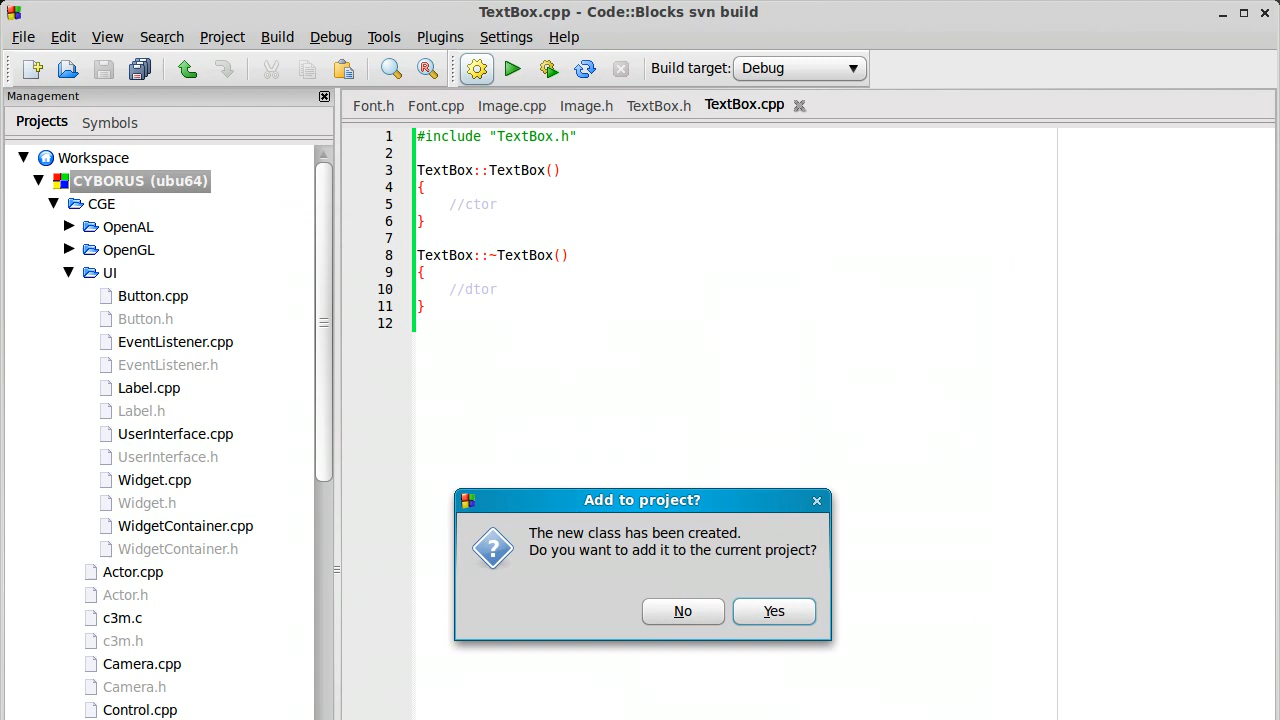 TextBox.cpp - Code::Blocks svn build
File Edit View Search Project Build Debug Tools Plugins Settings Help
Build target: Debug
Management
Projects Symbols
Workspace
CYBORUS (ubu64)
CGE
OpenAL
OpenGL
UI
Button.cpp
Button.h
EventListener.cpp
EventListener.h
Label.cpp
Label.h
UserInterface.cpp
UserInterface.h
Widget.cpp
Widget.h
WidgetContainer.cpp
WidgetContainer.h
Actor.cpp
Actor.h
c3m.c
c3m.h
Camera.cpp
Camera.h
Control.cpp
Font.h Font.cpp Image.cpp Image.h TextBox.h TextBox.cpp
1 #include "TextBox.h"
2
3 TextBox::TextBox()
4 {
5 //ctor
6 }
7
8 TextBox::~TextBox()
9 {
10 //dtor
11 }
12
Add to project?
The new class has been created.
Do you want to add it to the current project?
No Yes